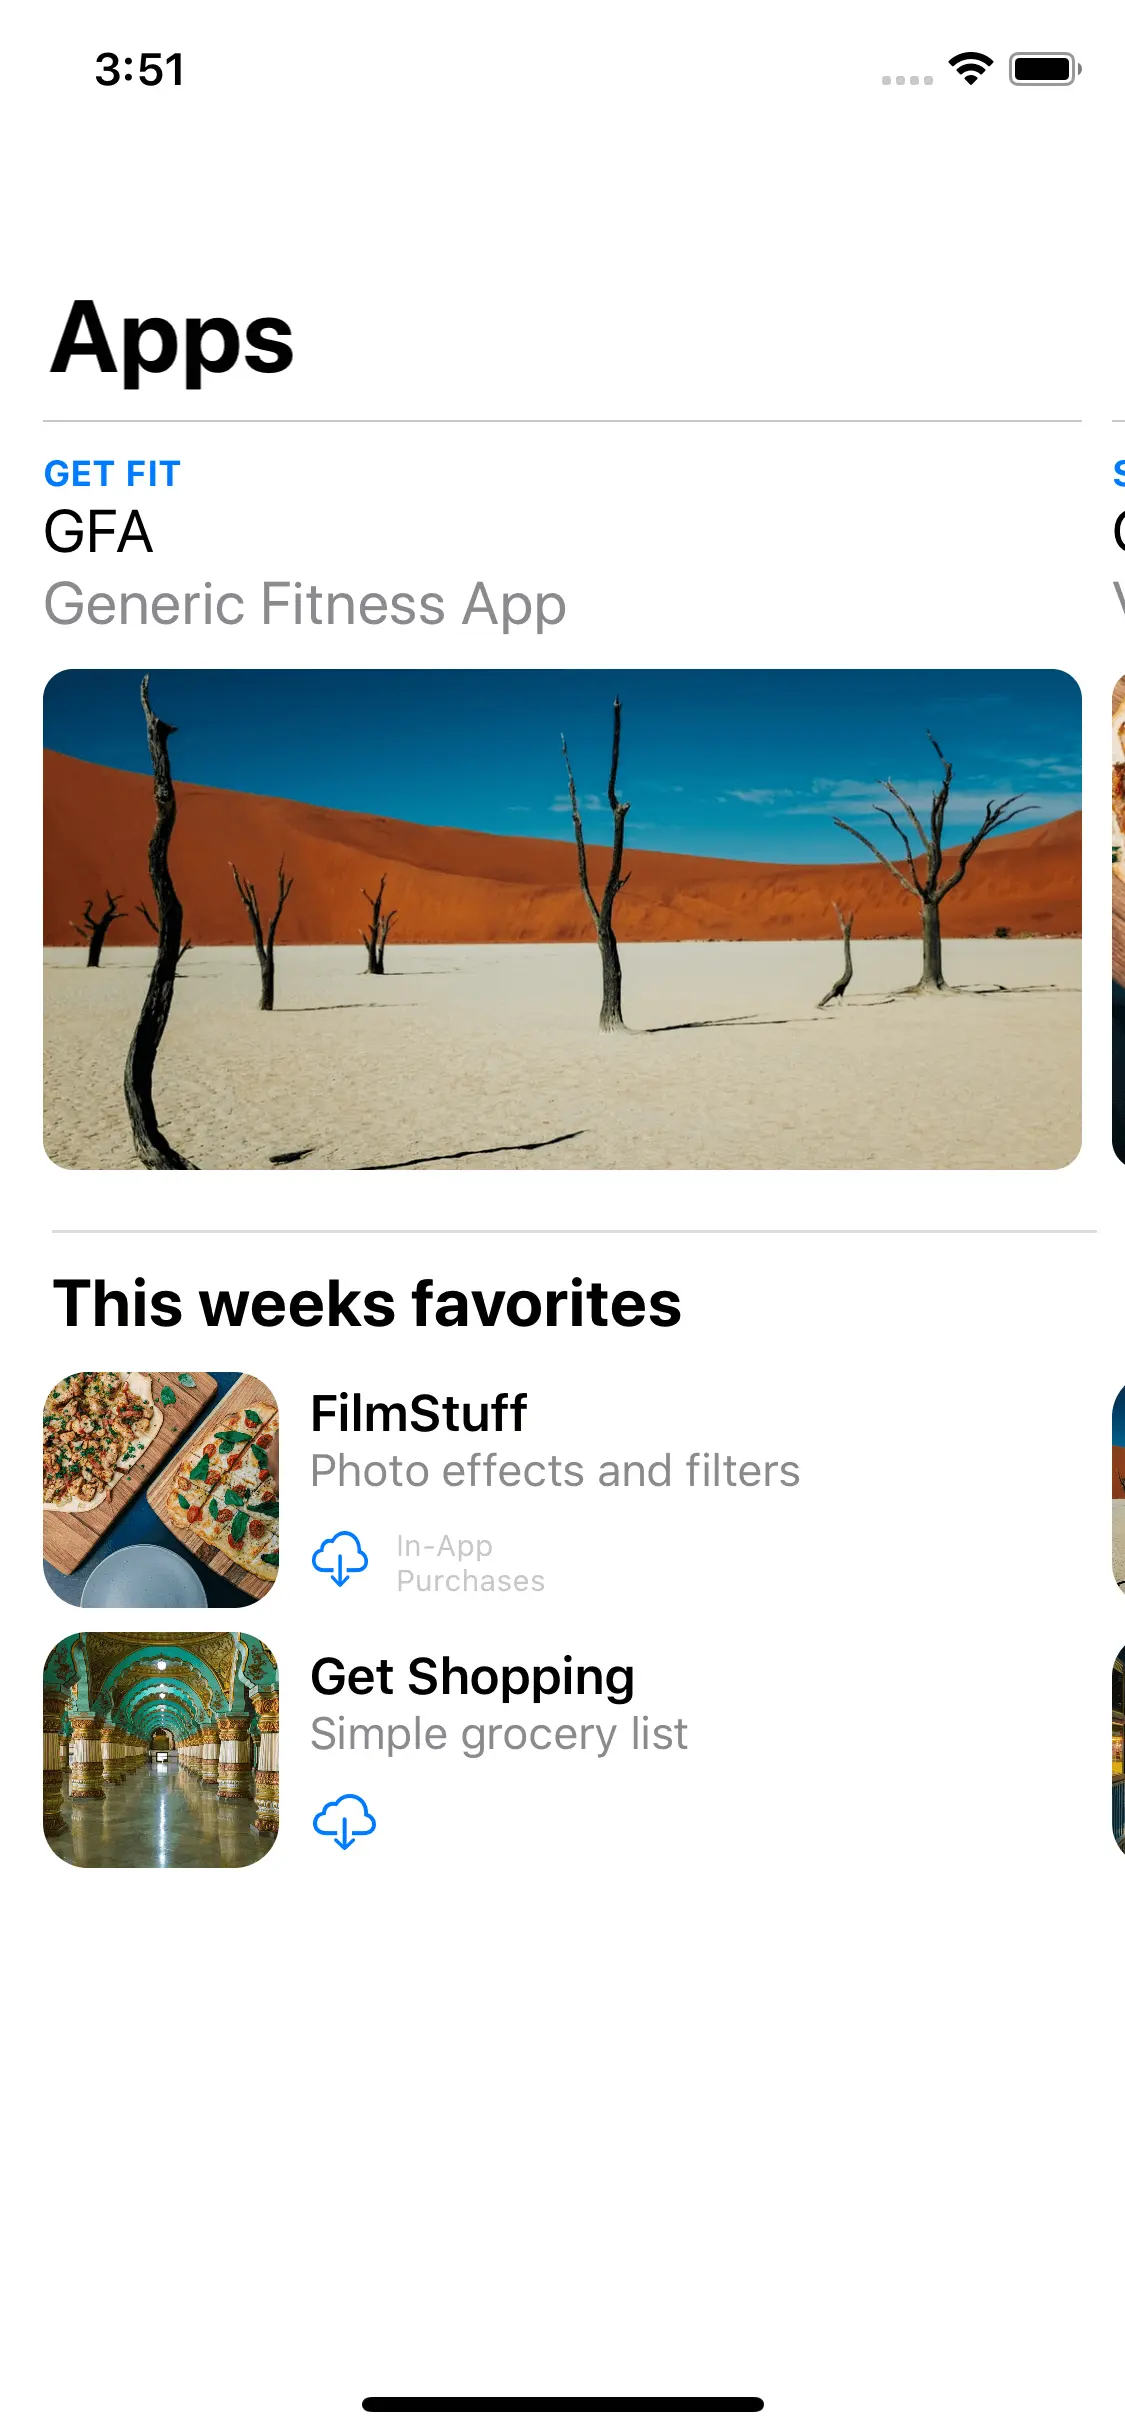 3:51
Apps
GET FIT
GFA
Generic Fitness App
This weeks favorites
FilmStuff
Photo effects and filters
In-App
Purchases
Get Shopping
Simple grocery list